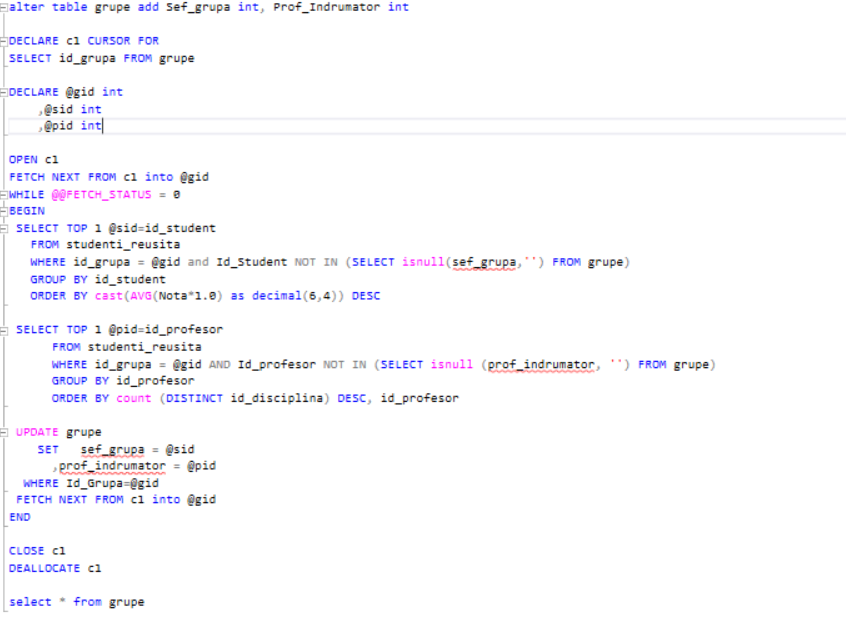 alter table grupe add Sef_grupa int, Prof_Indrumator int
DECLARE c1 CURSOR FOR
SELECT id_grupa FROM grupe
DECLARE @gid int
,@sid int
,@pid int
OPEN c1
FETCH NEXT FROM c1 into @gid
WHILE @@FETCH_STATUS = 0
BEGIN
SELECT TOP 1 @sid=id_student
FROM studenti_reusita
WHERE id_grupa = @gid and Id_Student NOT IN (SELECT isnull(sef_grupa,'') FROM grupe)
GROUP BY id_student
ORDER BY cast(AVG(Nota*1.0) as decimal(6,4)) DESC
SELECT TOP 1 @pid=id_profesor
FROM studenti_reusita
WHERE id_grupa = @gid AND Id_profesor NOT IN (SELECT isnull (prof_indrumator, '') FROM grupe)
GROUP BY id_profesor
ORDER BY count (DISTINCT id_disciplina) DESC, id_profesor
UPDATE grupe
SET sef_grupa = @sid
,prof_indrumator = @pid
WHERE Id_Grupa=@gid
FETCH NEXT FROM c1 into @gid
END
CLOSE c1
DEALLOCATE c1
select * from grupe